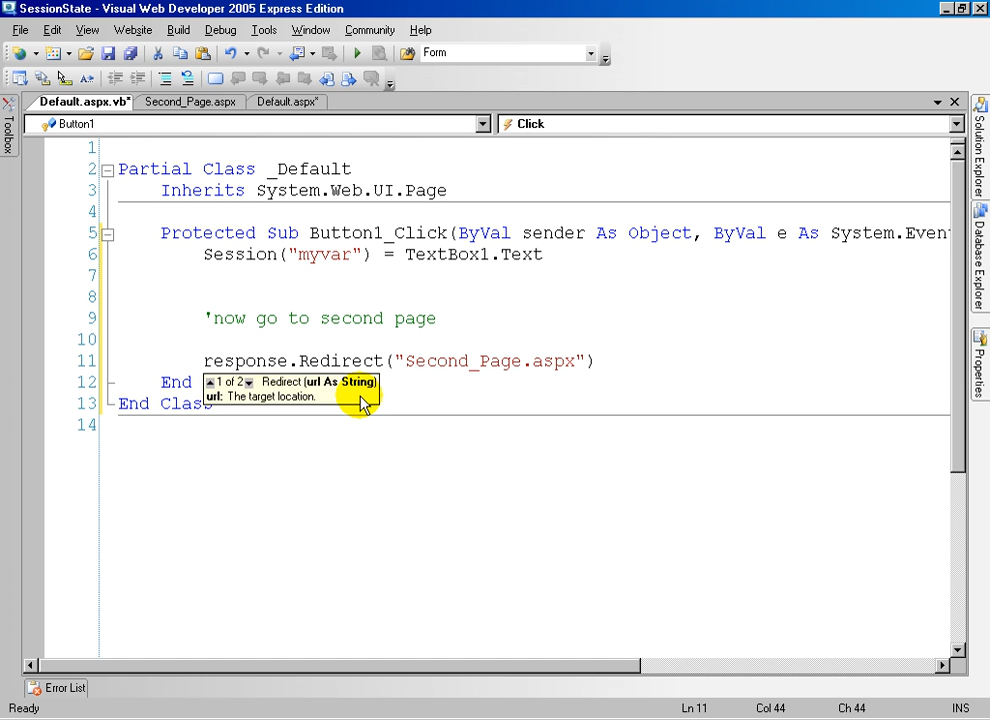 SessionState - Visual Web Developer 2005 Express Edition
File Edit View Website Build Debug Tools Window Community Help
Form
Default.aspx.vb* Second_Page.aspx Default.aspx*
Button1 Click
Toolbox
Solution Explorer
Database Explorer
Properties
1
2 Partial Class _Default
3 Inherits System.Web.UI.Page
4
5 Protected Sub Button1_Click(ByVal sender As Object, ByVal e As System.Even
6 Session("myvar") = TextBox1.Text
7
8
9 'now go to second page
10
11 response.Redirect("Second_Page.aspx")
12 End
1 of 2 Redirect (url As String)
url: The target location.
13 End Class
14
Error List
Ready Ln 11 Col 44 Ch 44 INS